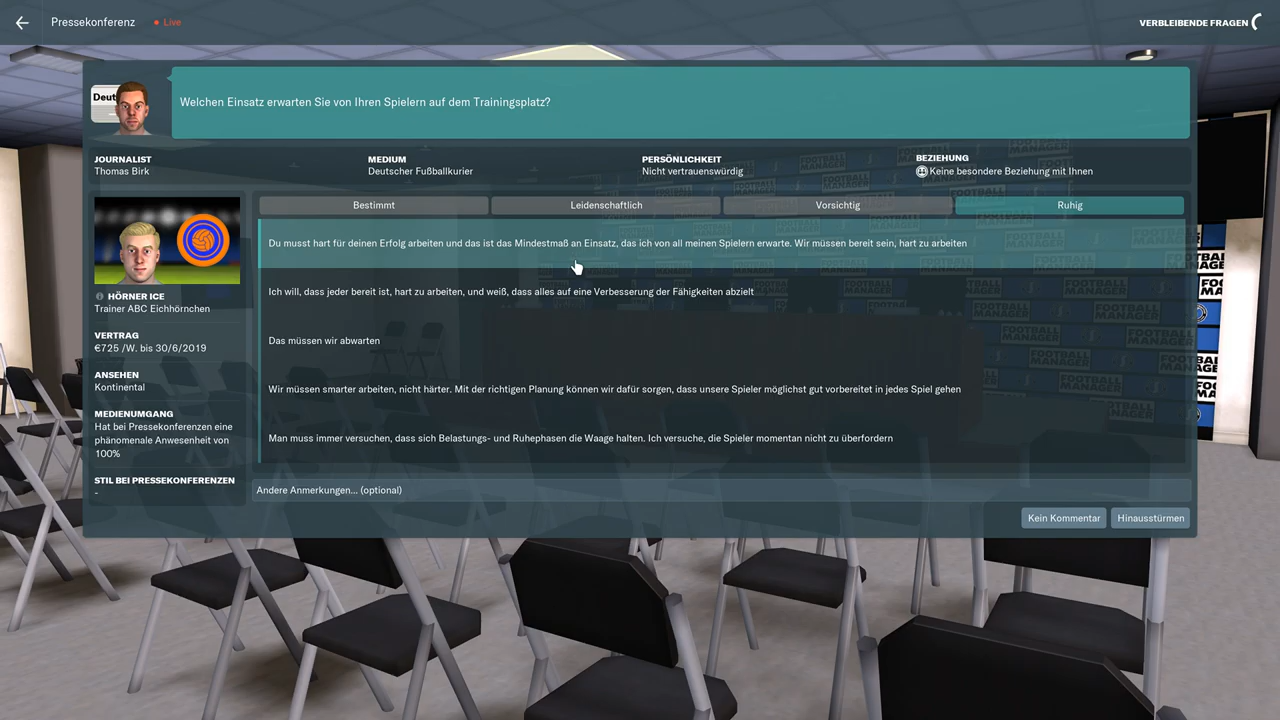 Pressekonferenz
Live
VERBLEIBENDE FRAGEN
Deut
Welchen Einsatz erwarten Sie von Ihren Spielern auf dem Trainingsplatz?
JOURNALIST
Thomas Birk
MEDIUM
Deutscher Fußballkurier
PERSÖNLICHKEIT
Nicht vertrauenswürdig
BEZIEHUNG
Keine besondere Beziehung mit Ihnen
Bestimmt
Leidenschaftlich
Vorsichtig
Ruhig
Du musst hart für deinen Erfolg arbeiten und das ist das Mindestmaß an Einsatz, das ich von all meinen Spielern erwarte. Wir müssen bereit sein, hart zu arbeiten
Ich will, dass jeder bereit ist, hart zu arbeiten, und weiß, dass alles auf eine Verbesserung der Fähigkeiten abzielt
Das müssen wir abwarten
Wir müssen smarter arbeiten, nicht härter. Mit der richtigen Planung können wir dafür sorgen, dass unsere Spieler möglichst gut vorbereitet in jedes Spiel gehen
Man muss immer versuchen, dass sich Belastungs- und Ruhephasen die Waage halten. Ich versuche, die Spieler momentan nicht zu überfordern
HÖRNER ICE
Trainer ABC Eichhörnchen
VERTRAG
€725 /W. bis 30/6/2019
ANSEHEN
Kontinental
MEDIENUMGANG
Hat bei Pressekonferenzen eine
phänomenale Anwesenheit von
100%
STIL BEI PRESSEKONFERENZEN
-
Andere Anmerkungen... (optional)
Kein Kommentar
Hinausstürmen
FOOTBALL
MANAGER